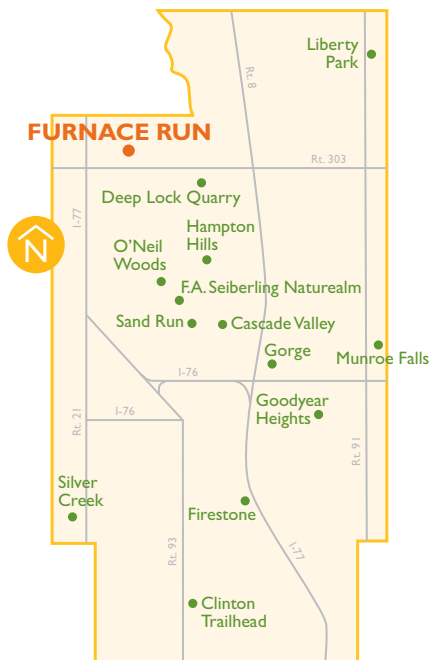 Liberty
Park
Rt. 8
FURNACE RUN
Rt. 303
Deep Lock Quarry
I-77
Hampton
Hills
N
O'Neil
Woods
F.A. Seiberling Naturealm
Sand Run
Cascade Valley
Gorge
Munroe Falls
I-76
Goodyear
Heights
I-76
Rt. 21
Rt. 91
Silver
Creek
Firestone
Rt. 93
I-77
Clinton
Trailhead